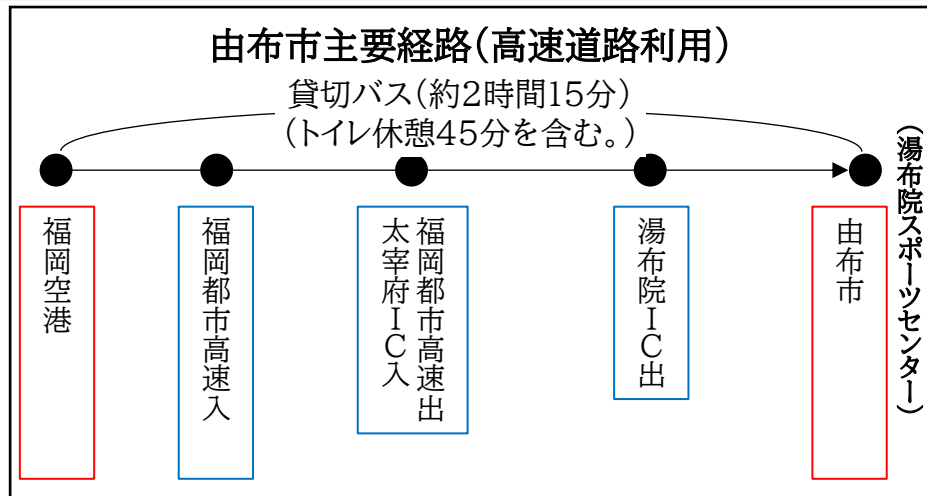 由布市主要経路(高速道路利用)
貸切バス(約2時間15分)
(トイレ休憩45分を含む。)
福岡空港
福岡都市高速入
福岡都市高速出
太宰府IC入
湯布院IC出
由布市
(湯布院スポーツセンター)